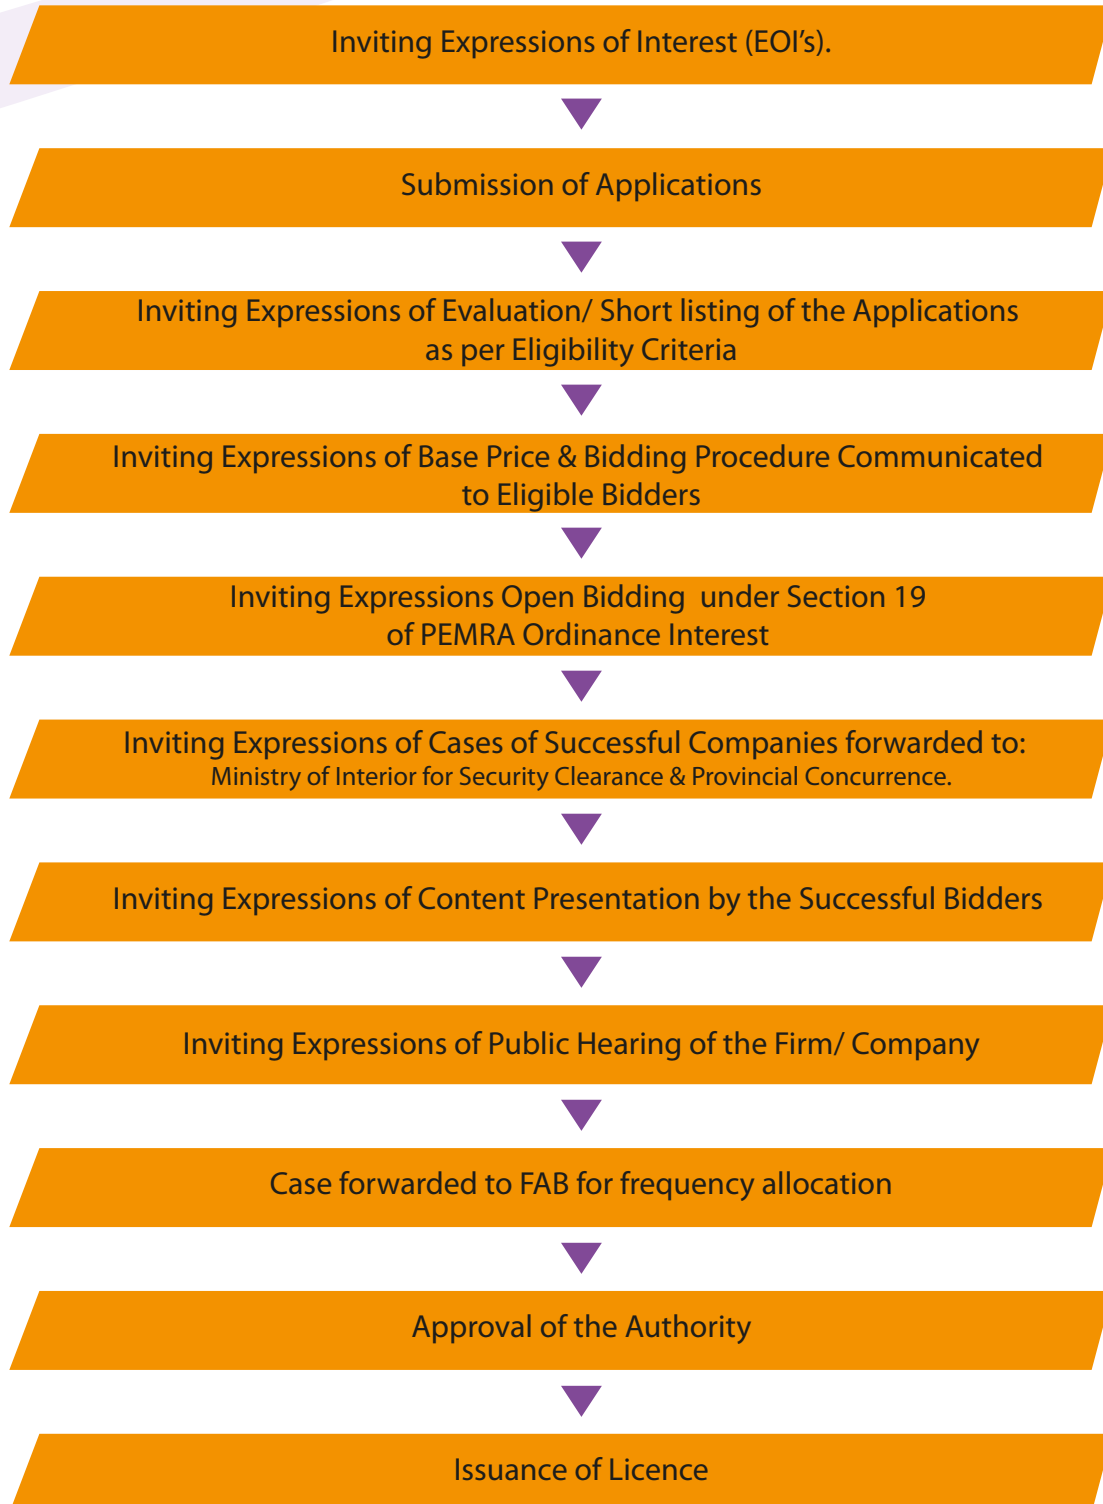 Inviting Expressions of Interest (EOI's).
Submission of Applications
Inviting Expressions of Evaluation/ Short listing of the Applications
as per Eligibility Criteria
Inviting Expressions of Base Price & Bidding Procedure Communicated
to Eligible Bidders
Inviting Expressions Open Bidding under Section 19
of PEMRA Ordinance Interest
Inviting Expressions of Cases of Successful Companies forwarded to:
Ministry of Interior for Security Clearance & Provincial Concurrence.
Inviting Expressions of Content Presentation by the Successful Bidders
Inviting Expressions of Public Hearing of the Firm/ Company
Case forwarded to FAB for frequency allocation
Approval of the Authority
Issuance of Licence